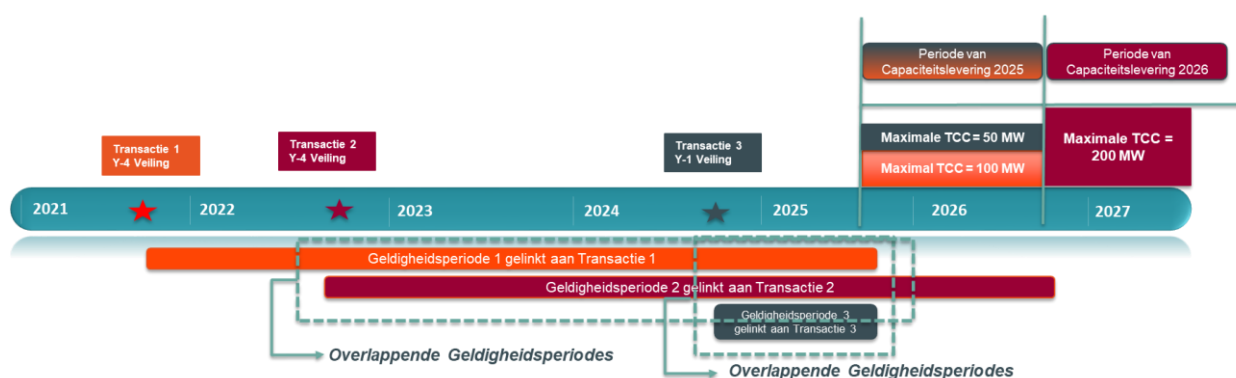 Periode van
Capaciteitslevering 2025
Periode van
Capaciteitslevering 2026
Transactie 1
Y-4 Veiling
Transactie 2
Y-4 Veiling
Transactie 3
Y-1 Veiling
Maximale TCC = 50 MW
Maximal TCC = 100 MW
Maximale TCC =
200 MW
2021
2022
2023
2024
2025
2026
2027
Geldigheidsperiode 1 gelinkt aan Transactie 1
Geldigheidsperiode 2 gelinkt aan Transactie 2
Geldigheidsperiode 3
gelinkt aan Transactie 3
Overlappende Geldigheidsperiodes
Overlappende Geldigheidsperiodes